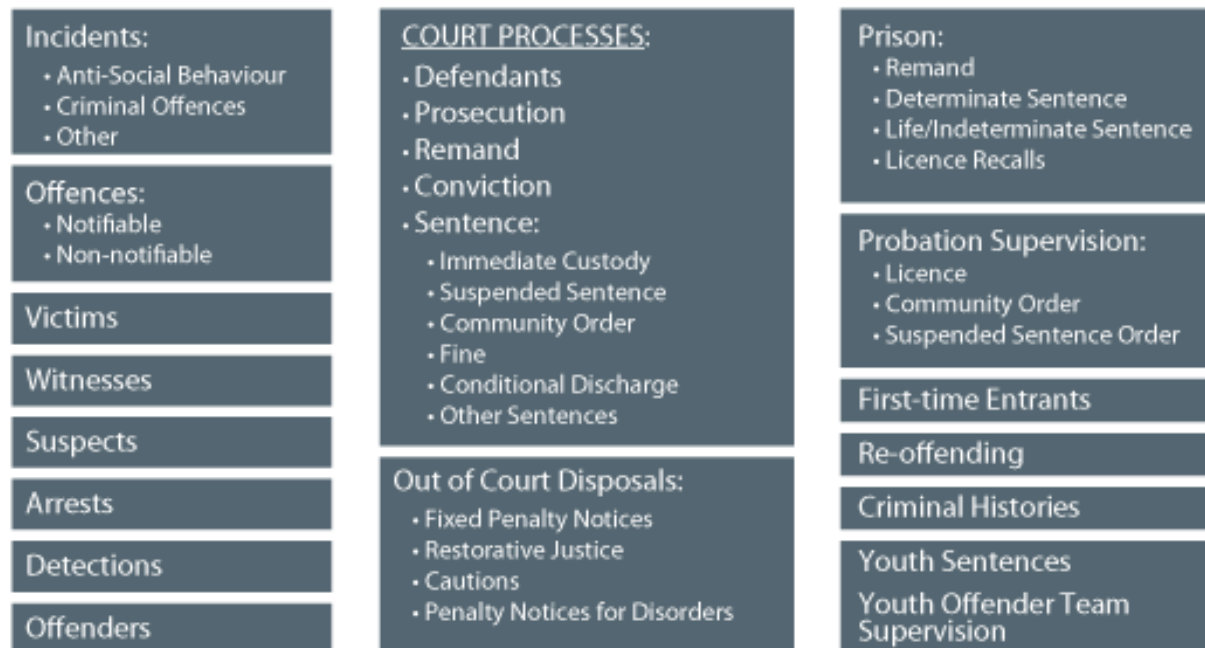 Incidents:
• Anti-Social Behaviour
• Criminal Offences
• Other
Offences:
• Notifiable
• Non-notifiable
Victims
Witnesses
Suspects
Arrests
Detections
Offenders
COURT PROCESSES:
• Defendants
• Prosecution
• Remand
• Conviction
• Sentence:
• Immediate Custody
• Suspended Sentence
• Community Order
• Fine
• Conditional Discharge
• Other Sentences
Out of Court Disposals:
• Fixed Penalty Notices
• Restorative Justice
• Cautions
• Penalty Notices for Disorders
Prison:
• Remand
• Determinate Sentence
• Life/Indeterminate Sentence
• Licence Recalls
Probation Supervision:
• Licence
• Community Order
• Suspended Sentence Order
First-time Entrants
Re-offending
Criminal Histories
Youth Sentences
Youth Offender Team
Supervision